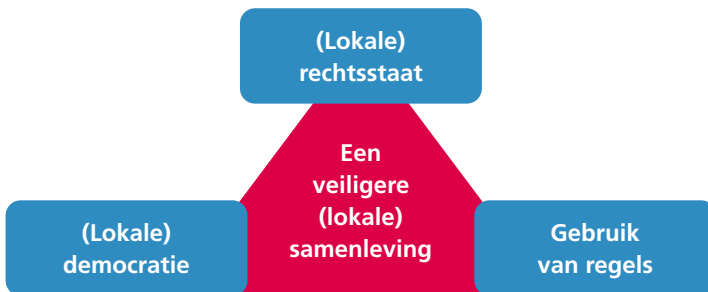 (Lokale)
rechtsstaat
Een
veiligere
(lokale)
samenleving
(Lokale)
democratie
Gebruik
van regels